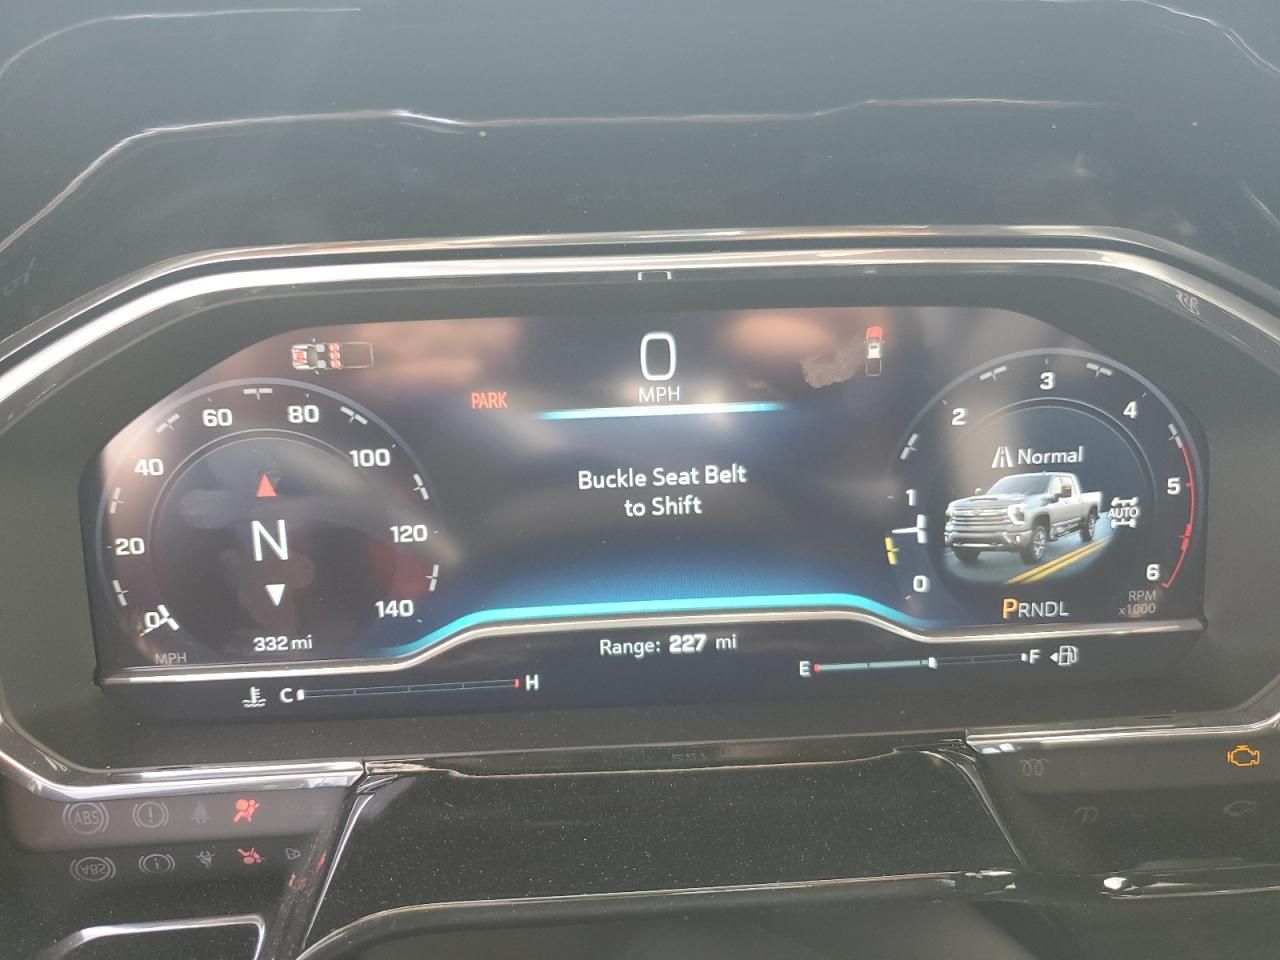 0
MPH
PARK
Buckle Seat Belt
to Shift
0
20
40
60
80
100
120
140
MPH
N
332 mi
0
1
2
3
4
5
6
RPM
x1000
Normal
AUTO
PRNDL
Range: 227 mi
C
H
E
F
ABS